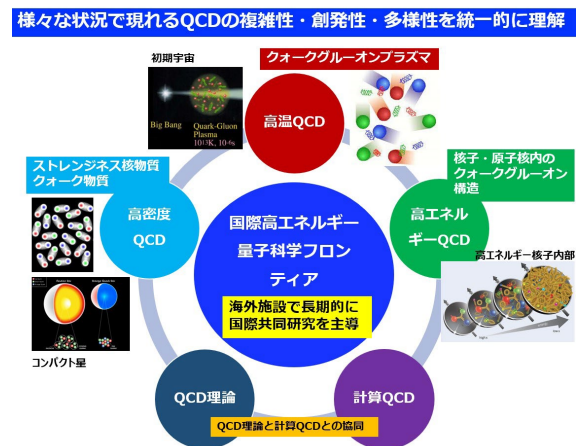 様々な状況で現れるQCDの複雑性・創発性・多様性を統一的に理解
初期宇宙
クォークグルーオンプラズマ
Big Bang
Quark-Gluon
Plasma
高温QCD
ストレンジネス核物質
クォーク物質
核子・原子核内の
クォークグルーオン
構造
高密度
QCD
国際高エネルギー
量子科学フロン
ティア
高エネル
ギーQCD
高エネルギー核子内部
海外施設で長期的に
国際共同研究を主導
コンパクト星
QCD理論
計算QCD
QCD理論と計算QCDとの協同